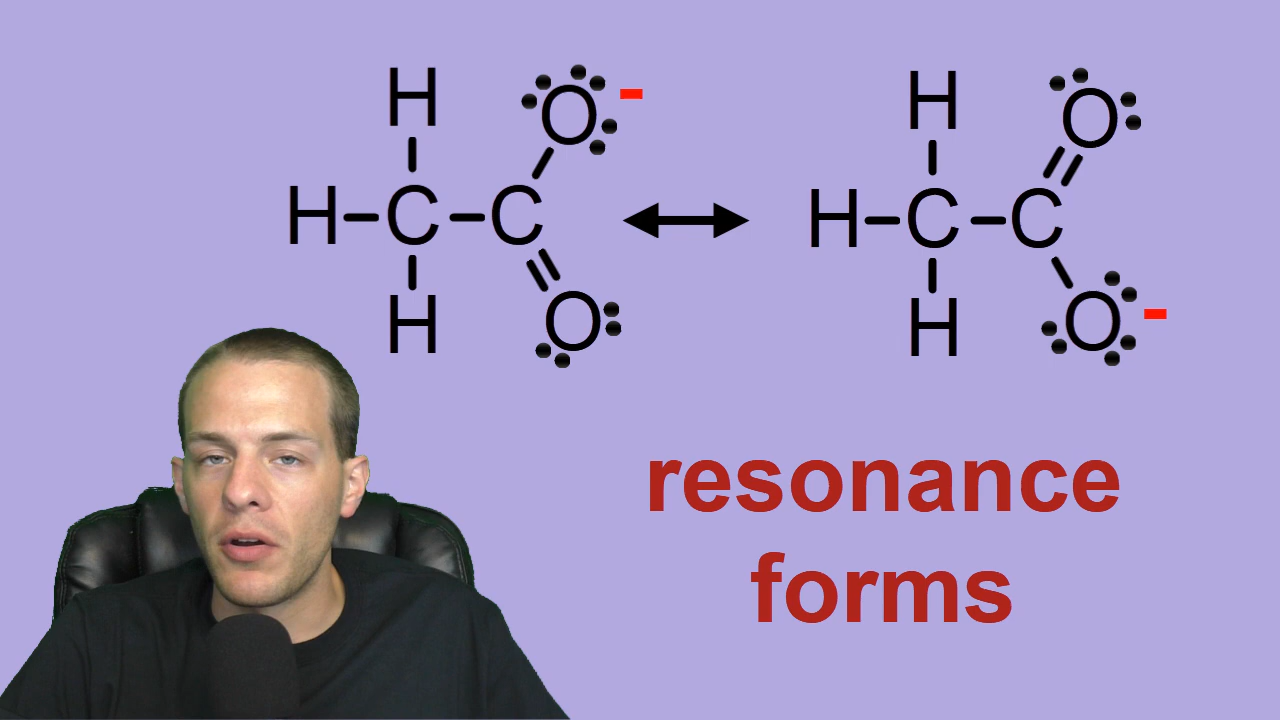 H H
O - O
H C C H C C
H O H O -
resonance
forms